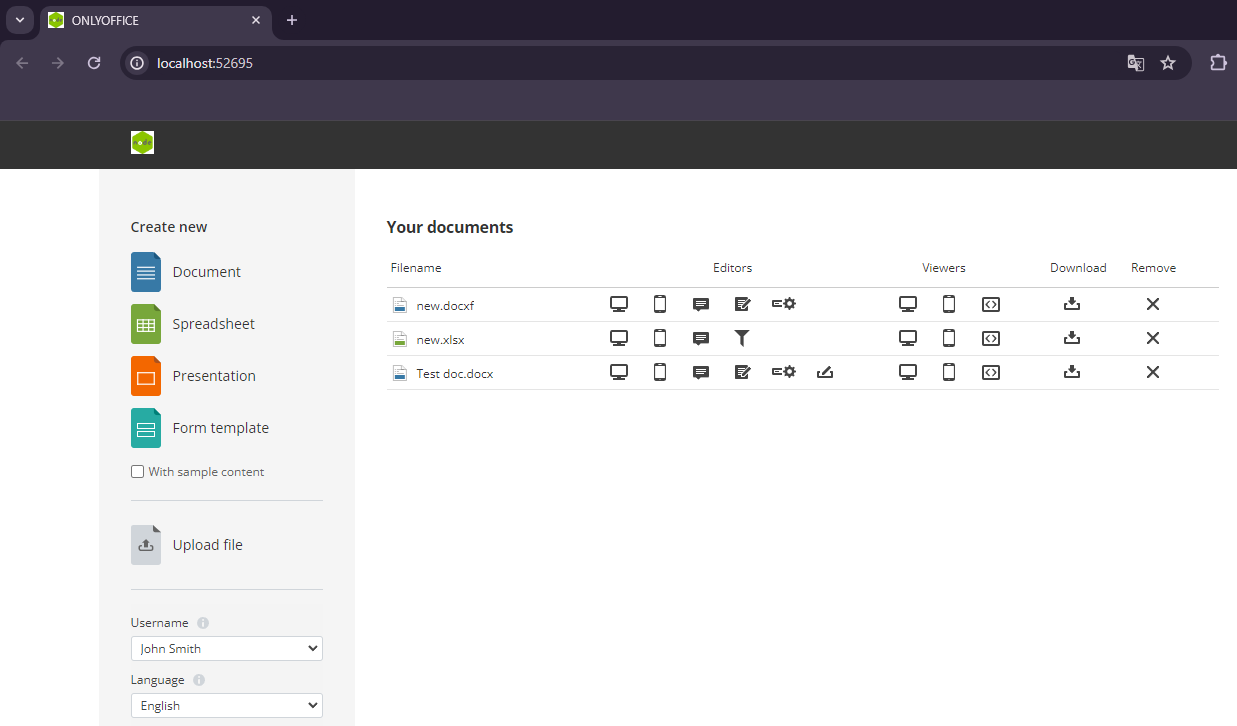 ONLYOFFICE
localhost:52695
node
Create new
Document
Spreadsheet
Presentation
Form template
With sample content
Upload file
Username
John Smith
Language
English
Your documents
Filename Editors Viewers Download Remove
new.docxf
new.xlsx
Test doc.docx